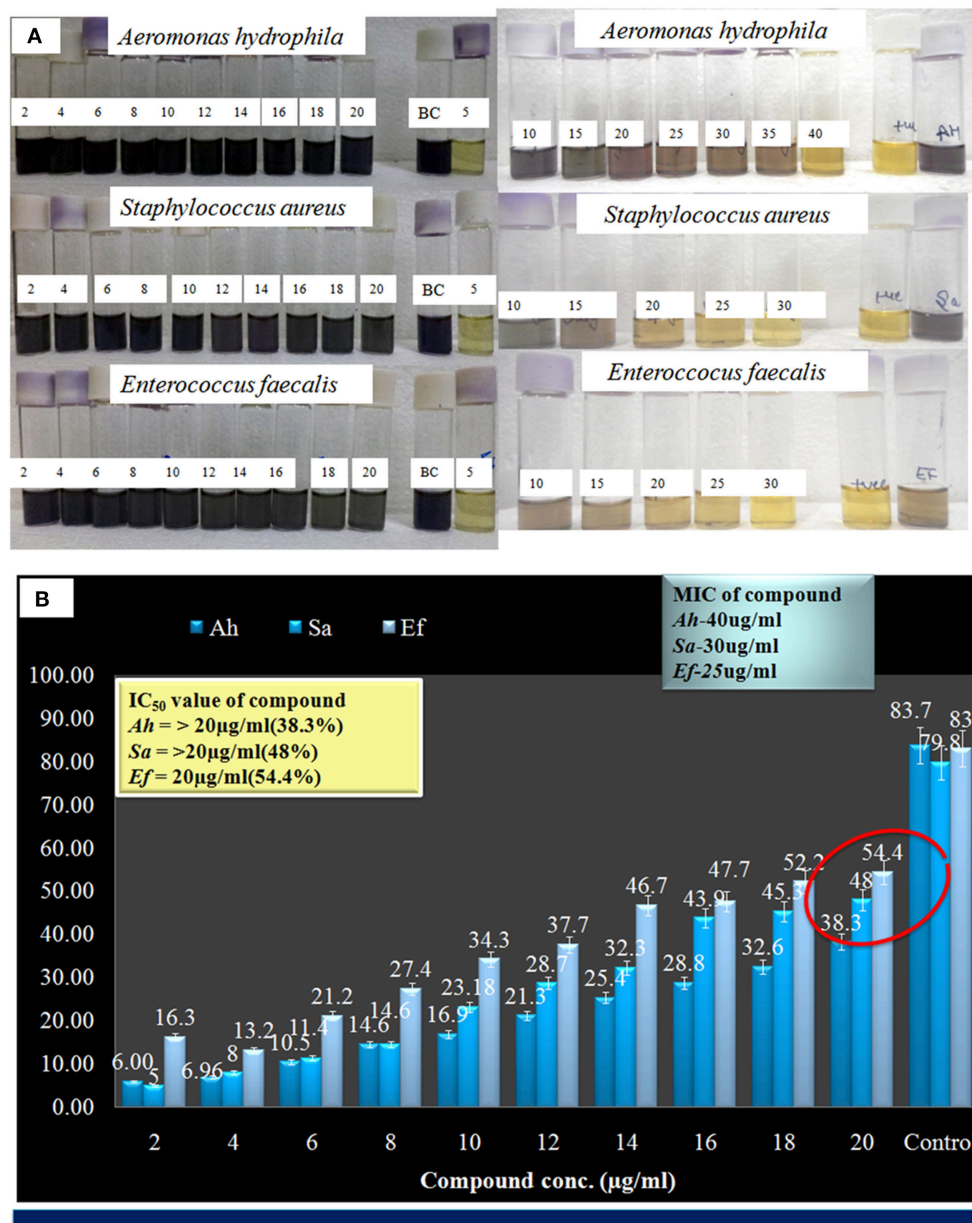 A
Aeromonas hydrophila
2 4 6 8 10 12 14 16 18 20 BC 5
Staphylococcus aureus
2 4 6 8 10 12 14 16 18 20 BC 5
Enterococcus faecalis
2 4 6 8 10 12 14 16 18 20 BC 5
Aeromonas hydrophila
10 15 20 25 30 35 40 +ve AH
Staphylococcus aureus
10 15 20 25 30 +ve Sa
Enteroccocus faecalis
10 15 20 25 30 +vee EF
B
Ah Sa Ef
MIC of compound
Ah-40ug/ml
Sa-30ug/ml
Ef-25ug/ml
IC50 value of compound
Ah = > 20µg/ml(38.3%)
Sa = >20µg/ml(48%)
Ef = 20µg/ml(54.4%)
100.00
90.00
80.00
70.00
60.00
50.00
40.00
30.00
20.00
10.00
0.00
6.00 5 16.3
6.96 8 13.2
10.5 11.4 21.2
14.6 14.6 27.4
16.9 23.18 34.3
21.3 28.7 37.7
25.4 32.3 46.7
28.8 43.9 47.7
32.6 45.3 52.2
38.3 48 54.4
83.7 79.8 83
2 4 6 8 10 12 14 16 18 20 Contro
Compound conc. (µg/ml)